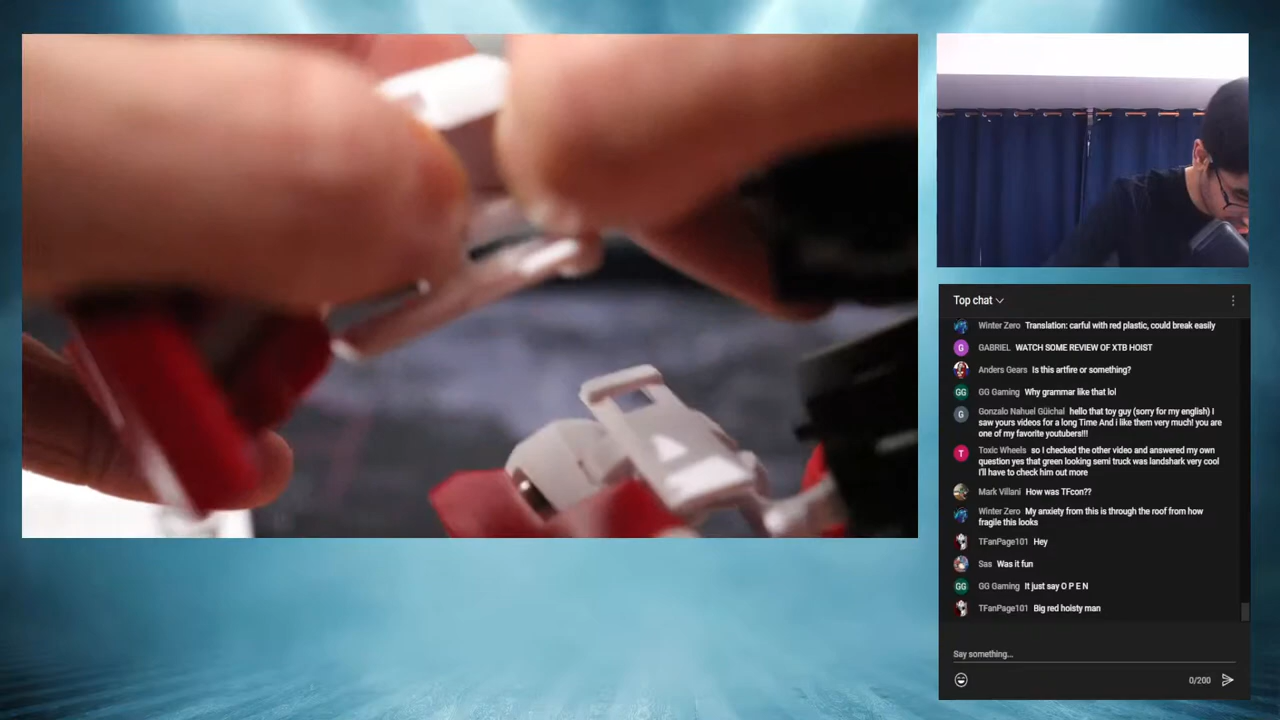 Top chat
Winter Zero Translation: carful with red plastic, could break easily
GABRIEL WATCH SOME REVIEW OF XTB HOIST
Anders Gears Is this artfire or something?
GG Gaming Why grammar like that lol
Gonzalo Nahuel Güichal hello that toy guy (sorry for my english) I
saw yours videos for a long Time And i like them very much! you are
one of my favorite youtubers!!!
Toxic Wheels so I checked the other video and answered my own
question yes that green looking semi truck was landshark very cool
I'll have to check him out more
Mark Villani How was TFcon??
Winter Zero My anxiety from this is through the roof from how
fragile this looks
TFanPage101 Hey
Sas Was it fun
GG Gaming It just say O P E N
TFanPage101 Big red hoisty man
Say something...
0/200
G
GG
G
T
GG